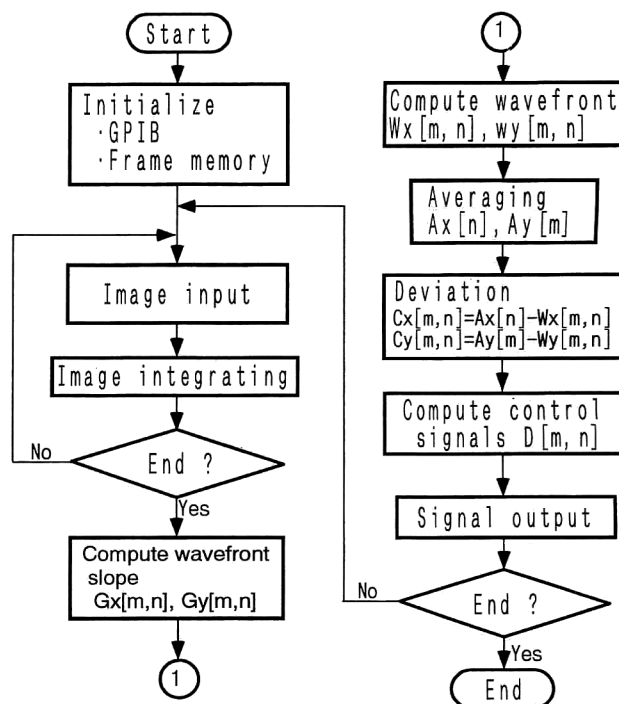 Start
Initialize
·GPIB
·Frame memory
Image input
Image integrating
End ?
No
Yes
Compute wavefront
slope
Gx[m,n], Gy[m,n]
1
1
Compute wavefront
Wx[m,n],wy[m,n]
Averaging
Ax[n],Ay[m]
Deviation
Cx[m,n]=Ax[n]-Wx[m,n]
Cy[m,n]=Ay[m]-Wy[m,n]
Compute control
signals D[m,n]
Signal output
End ?
No
Yes
End